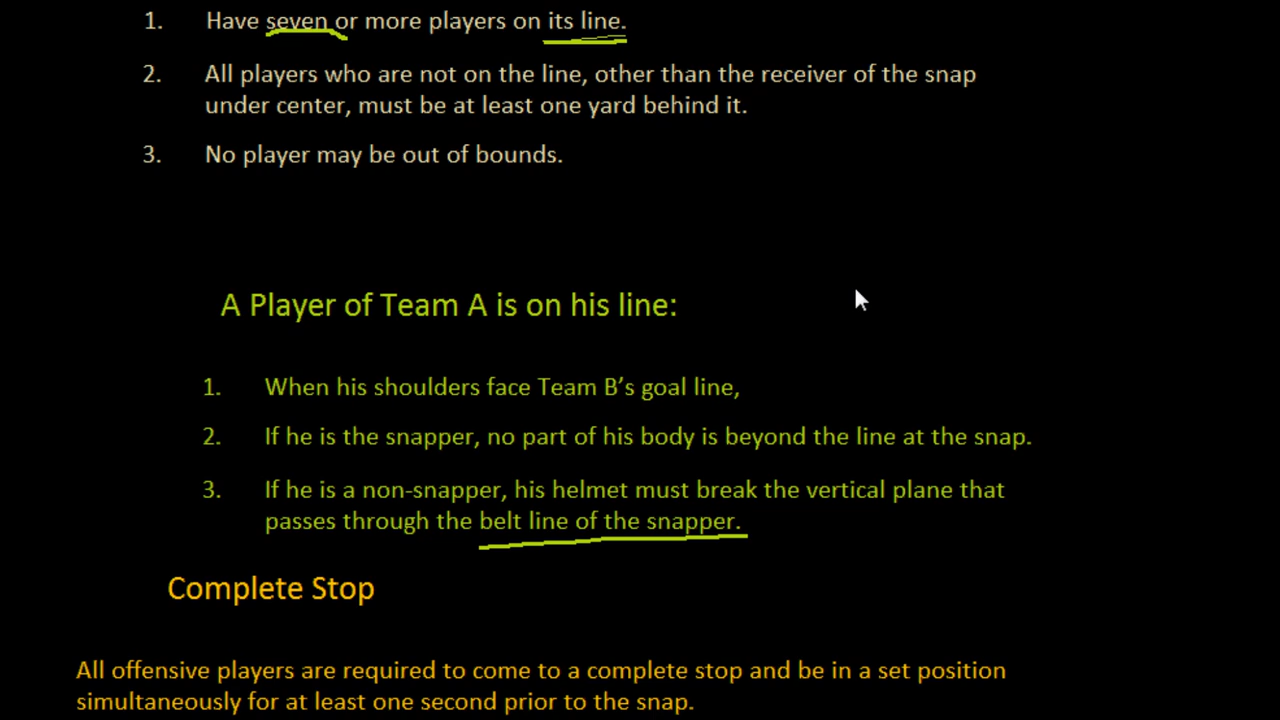 1. Have seven or more players on its line.
2. All players who are not on the line, other than the receiver of the snap
under center, must be at least one yard behind it.
3. No player may be out of bounds.
A Player of Team A is on his line:
1. When his shoulders face Team B’s goal line,
2. If he is the snapper, no part of his body is beyond the line at the snap.
3. If he is a non-snapper, his helmet must break the vertical plane that
passes through the belt line of the snapper.
Complete Stop
All offensive players are required to come to a complete stop and be in a set position
simultaneously for at least one second prior to the snap.